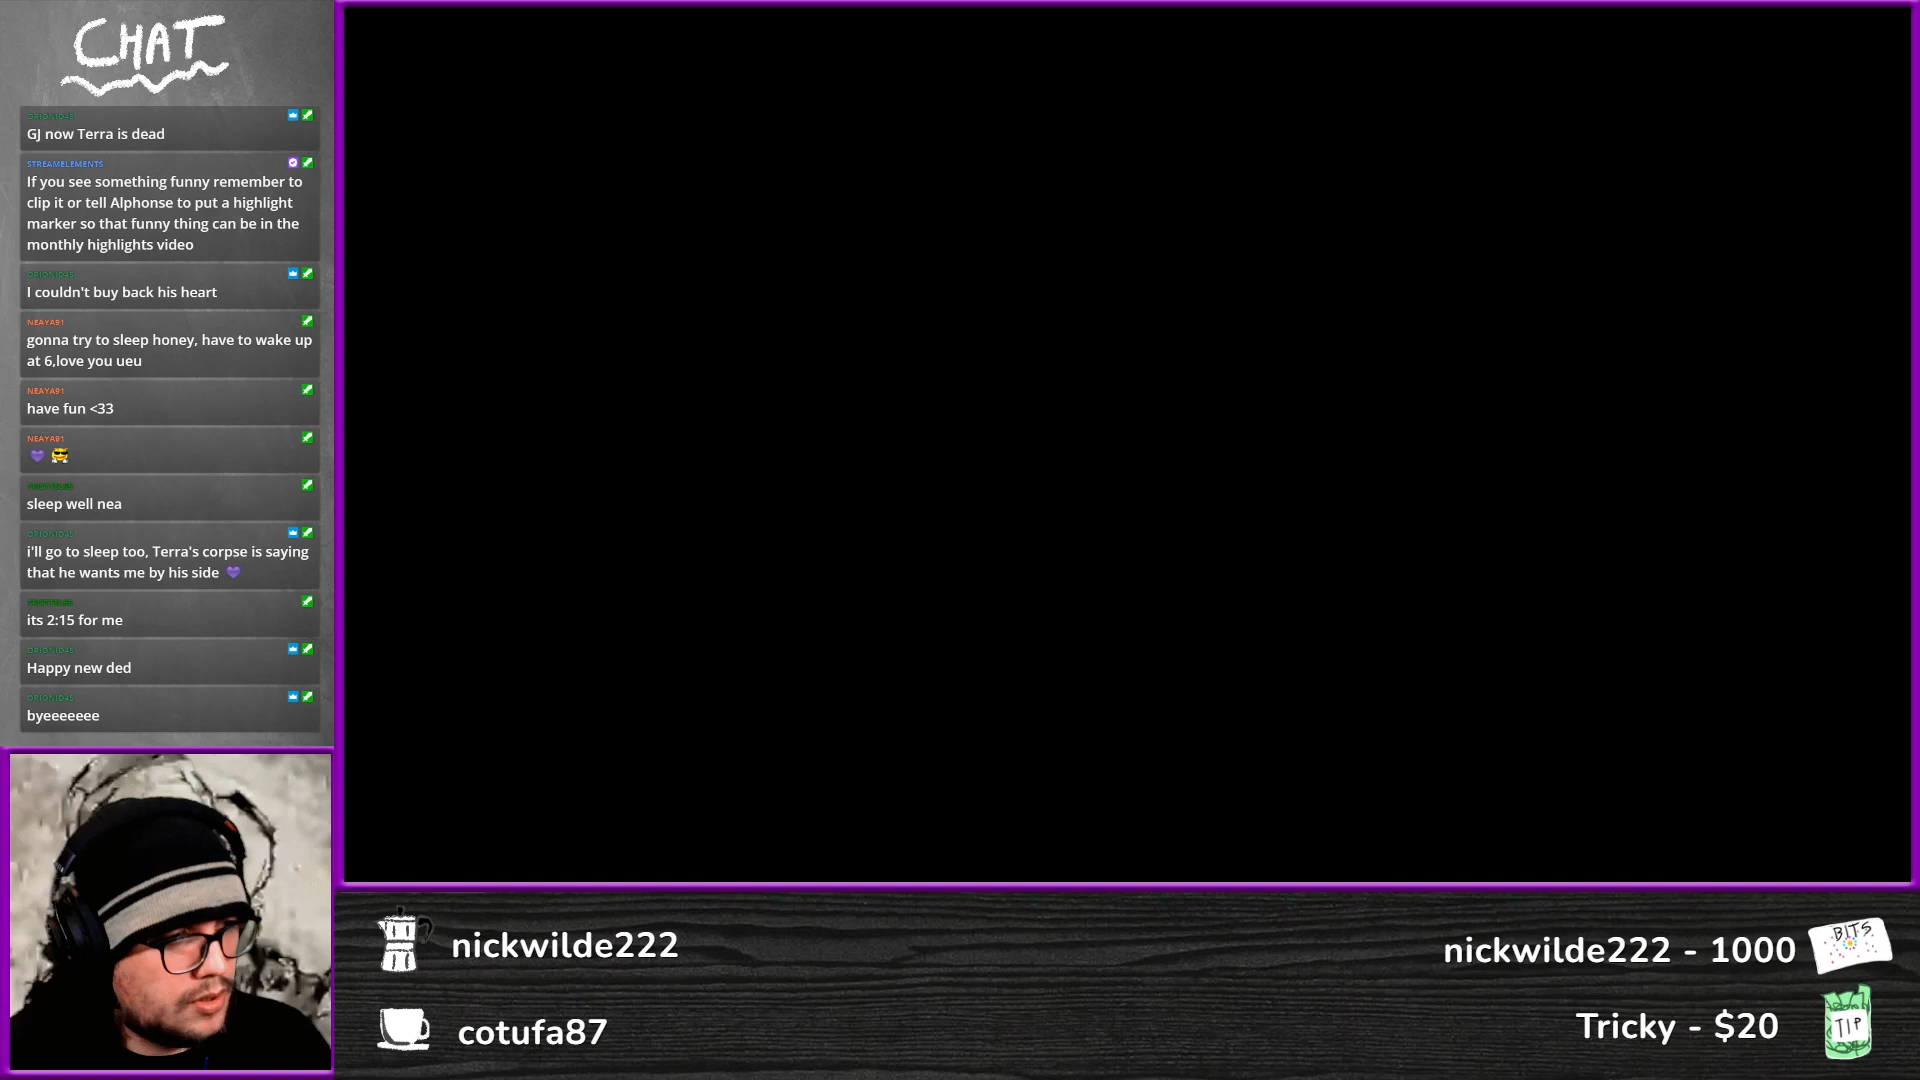 CHAT
GJ now Terra is dead
STREAMELEMENTS
If you see something funny remember to
clip it or tell Alphonse to put a highlight
marker so that funny thing can be in the
monthly highlights video
I couldn't buy back his heart
NEAYA91
gonna try to sleep honey, have to wake up
at 6,love you ueu
NEAYA91
have fun <33
NEAYA91
sleep well nea
i'll go to sleep too, Terra's corpse is saying
that he wants me by his side
its 2:15 for me
Happy new ded
byeeeeeee
nickwilde222
nickwilde222 - 1000
BITS
cotufa87
Tricky - $20
TIP